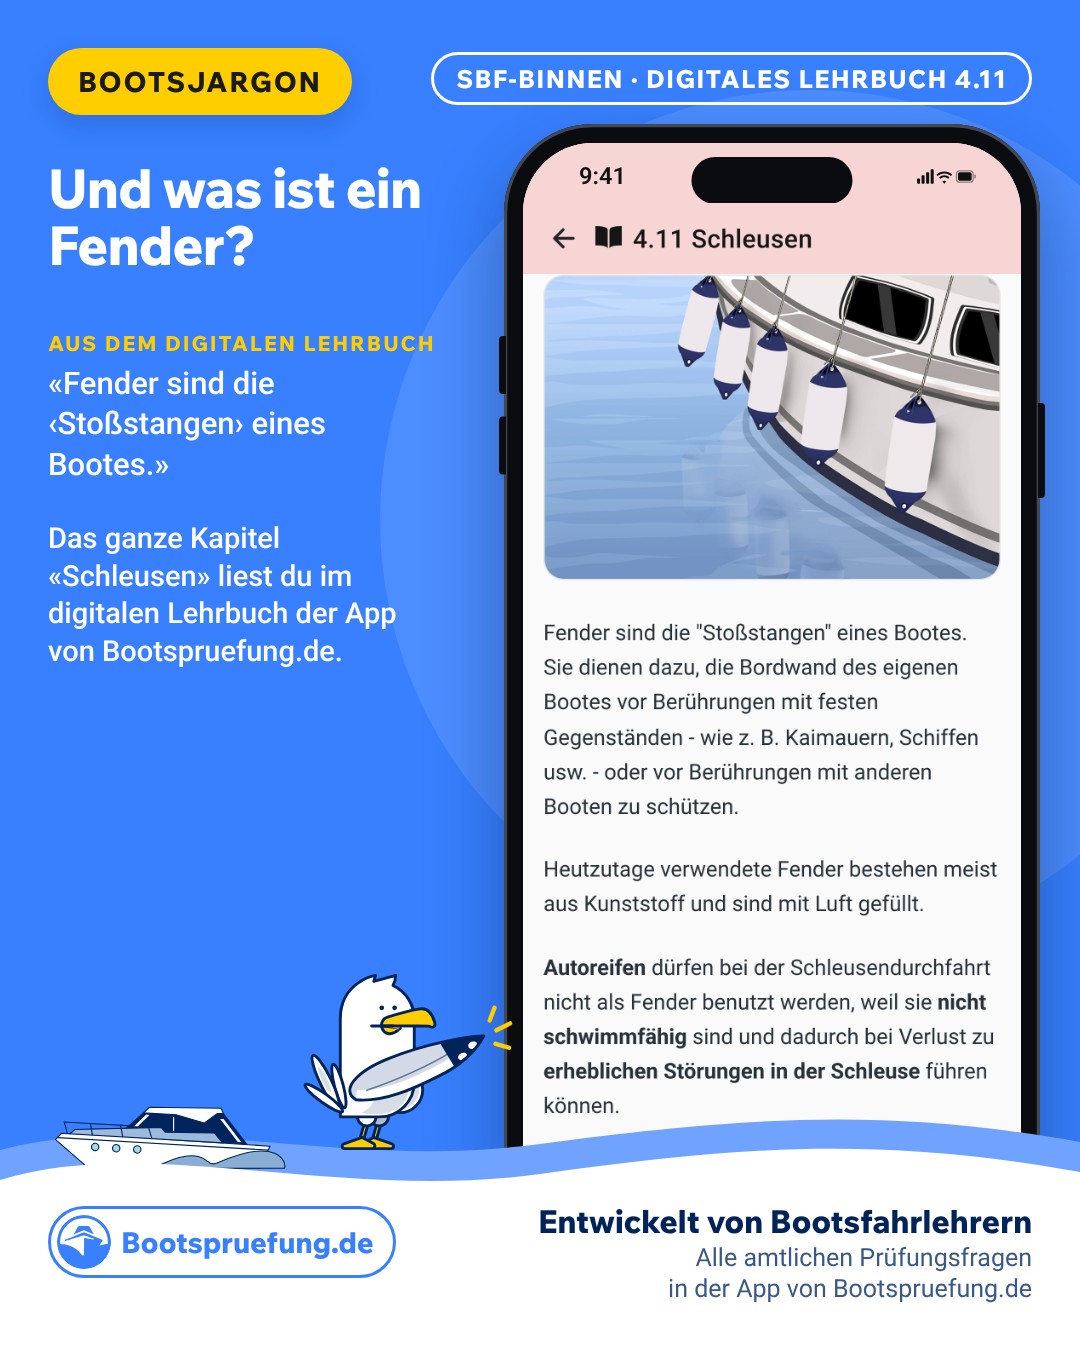 BOOTSJARGON
SBF-BINNEN · DIGITALES LEHRBUCH 4.11
Und was ist ein
Fender?
AUS DEM DIGITALEN LEHRBUCH
«Fender sind die
‹Stoßstangen› eines
Bootes.»
Das ganze Kapitel
«Schleusen» liest du im
digitalen Lehrbuch der App
von Bootspruefung.de.
9:41
4.11 Schleusen
Fender sind die "Stoßstangen" eines Bootes.
Sie dienen dazu, die Bordwand des eigenen
Bootes vor Berührungen mit festen
Gegenständen - wie z. B. Kaimauern, Schiffen
usw. - oder vor Berührungen mit anderen
Booten zu schützen.
Heutzutage verwendete Fender bestehen meist
aus Kunststoff und sind mit Luft gefüllt.
Autoreifen dürfen bei der Schleusendurchfahrt
nicht als Fender benutzt werden, weil sie nicht
schwimmfähig sind und dadurch bei Verlust zu
erheblichen Störungen in der Schleuse führen
können.
Bootspruefung.de
Entwickelt von Bootsfahrlehrern
Alle amtlichen Prüfungsfragen
in der App von Bootspruefung.de